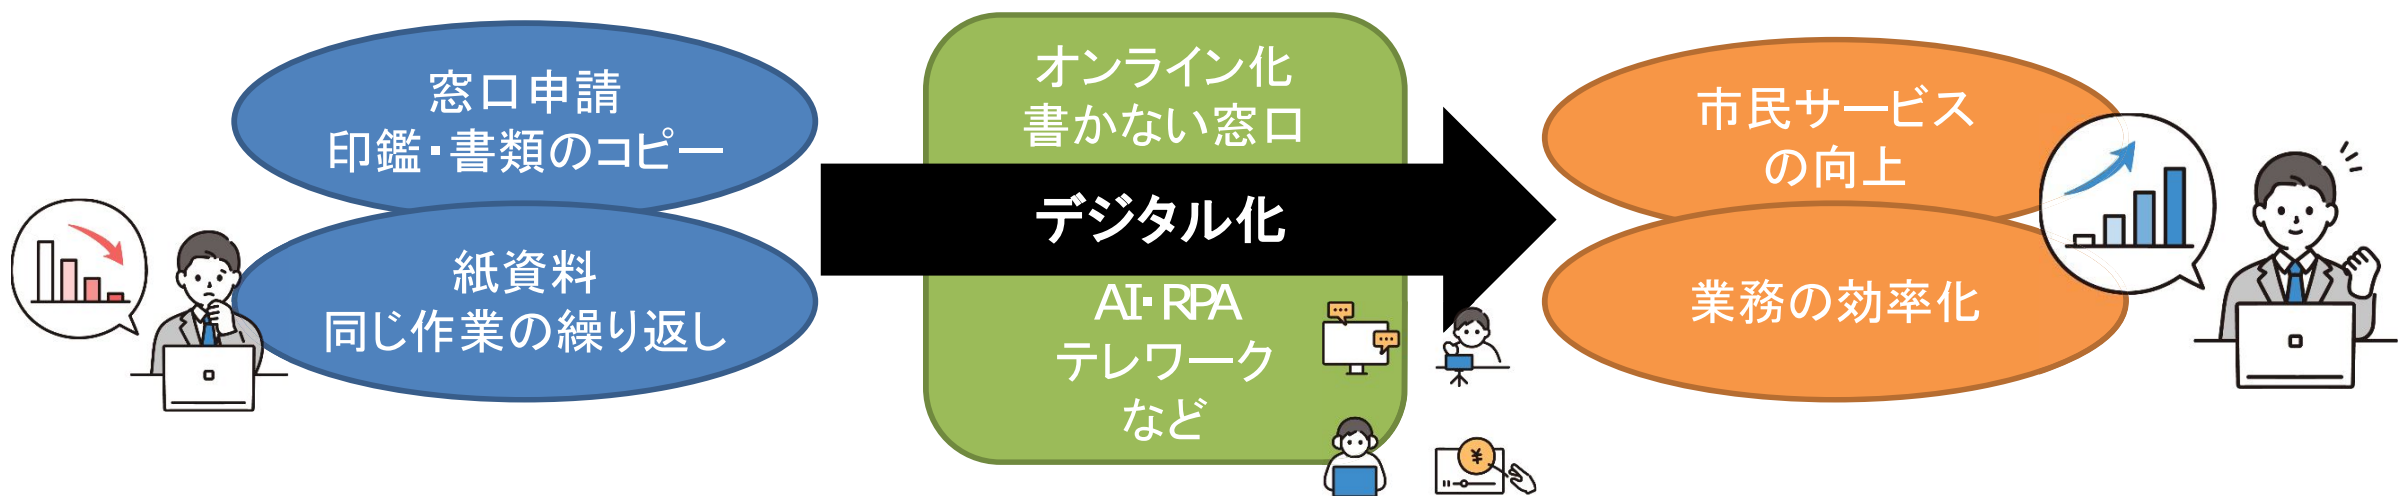 窓口申請
印鑑・書類のコピー
紙資料
同じ作業の繰り返し
オンライン化
書かない窓口
デジタル化
AI・RPA
テレワーク
など
¥
市民サービス
の向上
業務の効率化